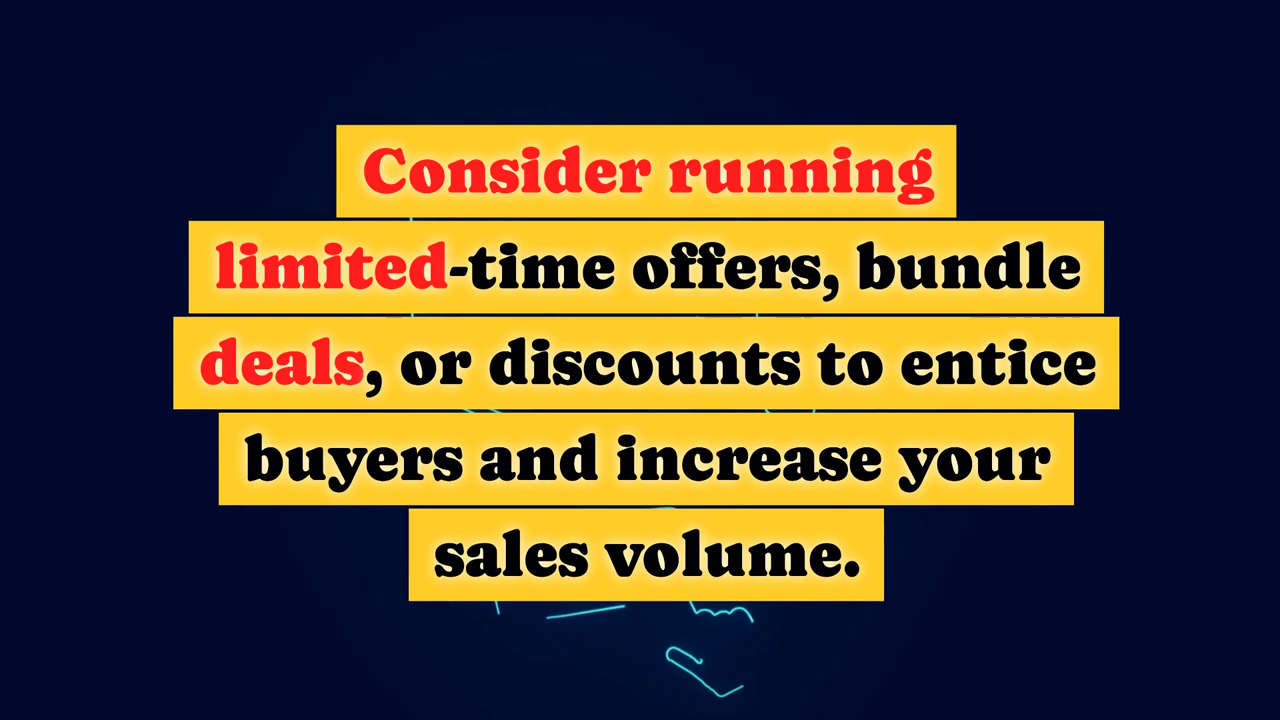 Consider running
limited-time offers, bundle
deals, or discounts to entice
buyers and increase your
sales volume.